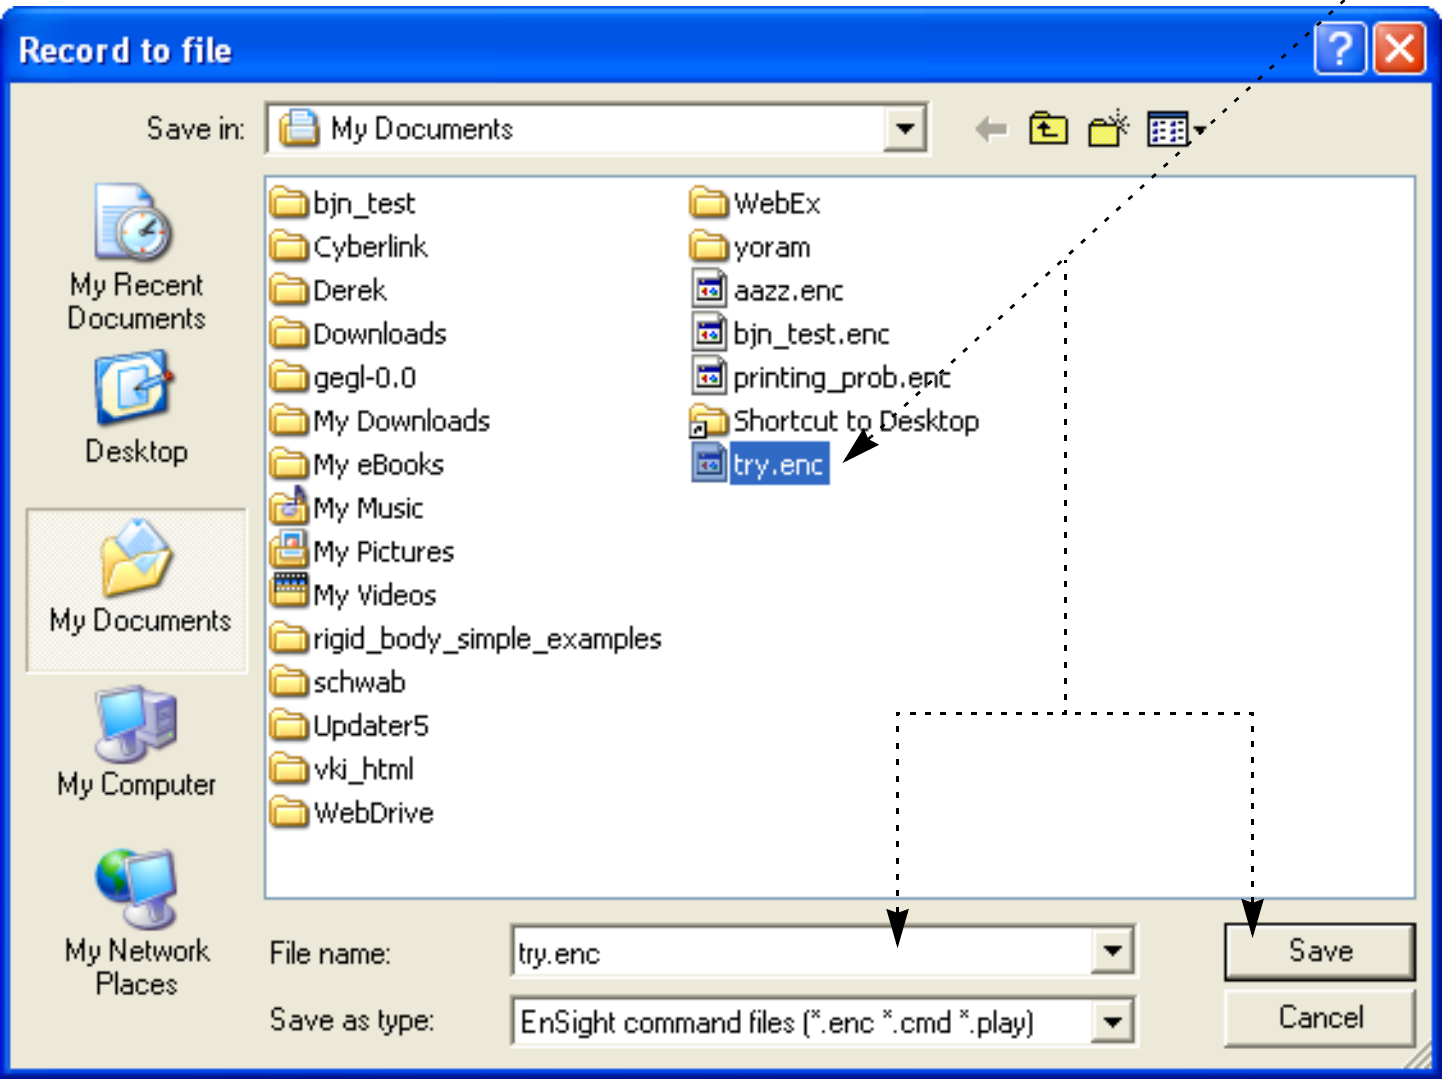 Record to file
Save in: My Documents
My Recent
Documents
Desktop
My Documents
My Computer
My Network
Places
bjn_test
Cyberlink
Derek
Downloads
gegl-0.0
My Downloads
My eBooks
My Music
My Pictures
My Videos
rigid_body_simple_examples
schwab
Updater5
vki_html
WebDrive
WebEx
yoram
aazz.enc
bjn_test.enc
printing_prob.enc
Shortcut to Desktop
try.enc
File name: try.enc
Save
Save as type: EnSight command files (*.enc *.cmd *.play)
Cancel